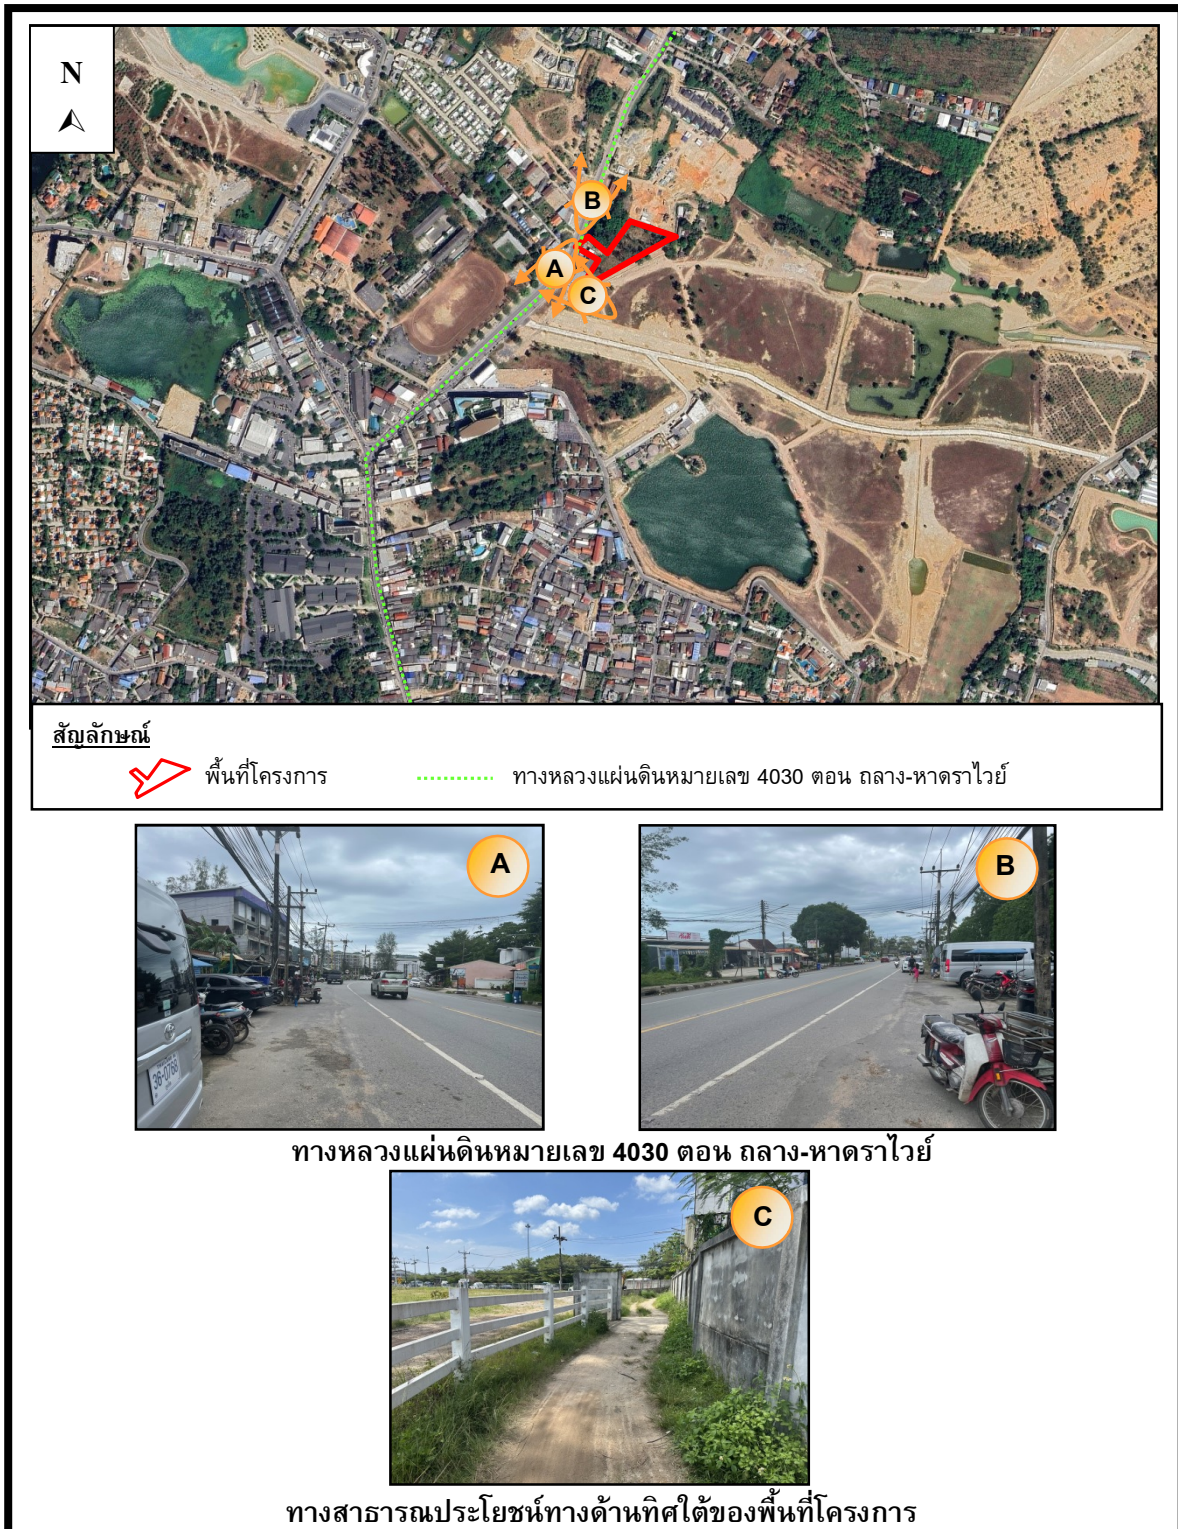 N
B
A
C
สัญลักษณ์
พื้นที่โครงการ
ทางหลวงแผ่นดินหมายเลข 4030 ตอน ถลาง-หาดราไวย์
A
B
36-0766
ทางหลวงแผ่นดินหมายเลข 4030 ตอน ถลาง-หาดราไวย์
C
ทางสาธารณประโยชน์ทางด้านทิศใต้ของพื้นที่โครงการ